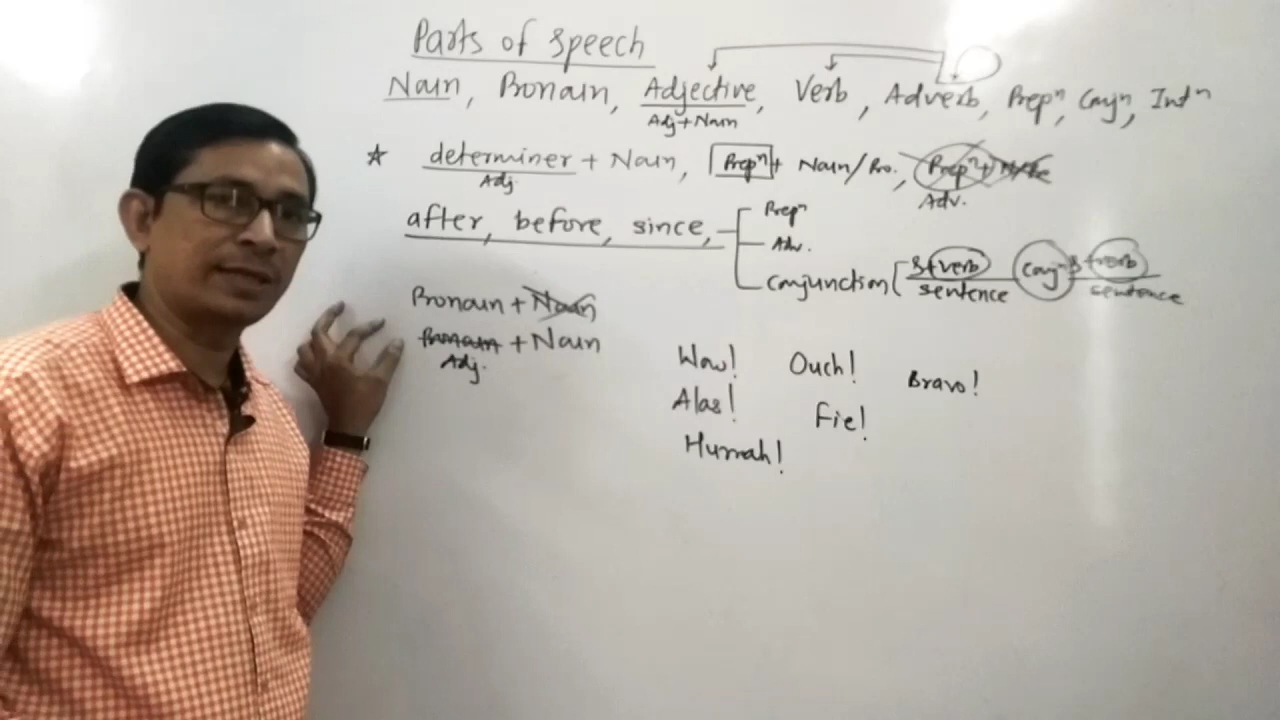 Parts of speech
Noun, Pronoun, Adjective, Verb, Adverb, Prepⁿ, Conjⁿ, Intⁿ
Adj + Noun
★ determiner + Noun, Prepⁿ + Noun/Pro., Prepⁿ +
Adj. Adv.
after, before, since,
Prepⁿ
Adv.
Conjunction S+verb Conj S+verb
sentence sentence
Pronoun + Noun
Pronoun + Noun
Adj.
Wow! Ouch! Bravo!
Alas! Fie!
Hurrah!